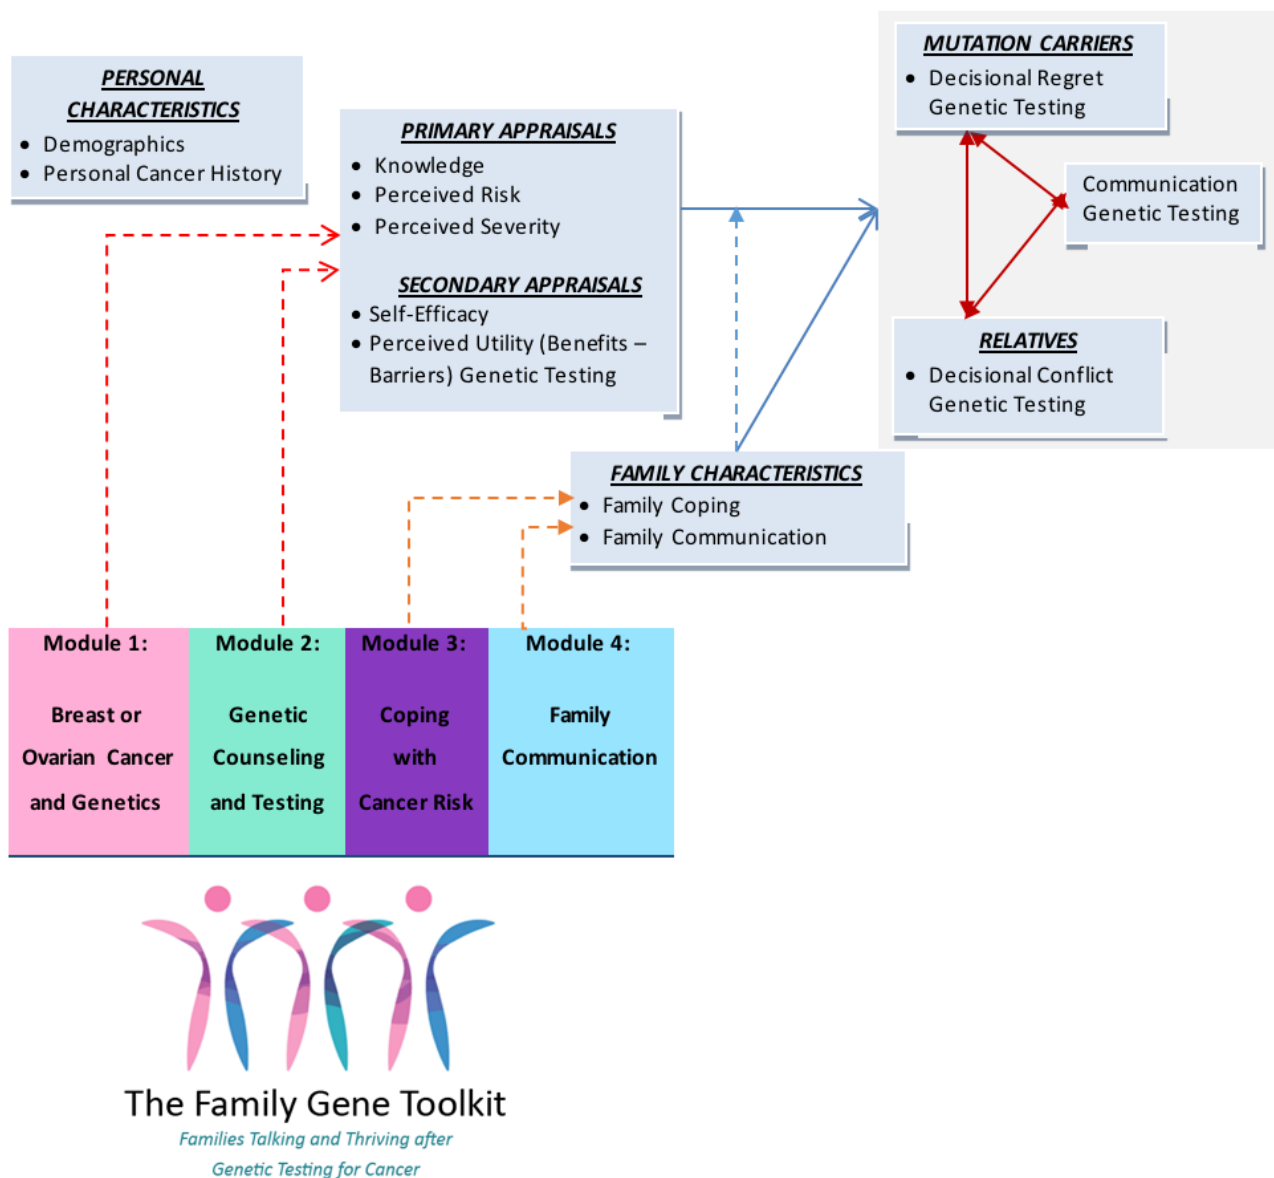 PERSONAL
CHARACTERISTICS
• Demographics
• Personal Cancer History
PRIMARY APPRAISALS
• Knowledge
• Perceived Risk
• Perceived Severity
SECONDARY APPRAISALS
• Self-Efficacy
• Perceived Utility (Benefits –
Barriers) Genetic Testing
MUTATION CARRIERS
• Decisional Regret
Genetic Testing
Communication
Genetic Testing
RELATIVES
• Decisional Conflict
Genetic Testing
FAMILY CHARACTERISTICS
• Family Coping
• Family Communication
Module 1:
Breast or
Ovarian Cancer
and Genetics
Module 2:
Genetic
Counseling
and Testing
Module 3:
Coping
with
Cancer Risk
Module 4:
Family
Communication
The Family Gene Toolkit
Families Talking and Thriving after
Genetic Testing for Cancer